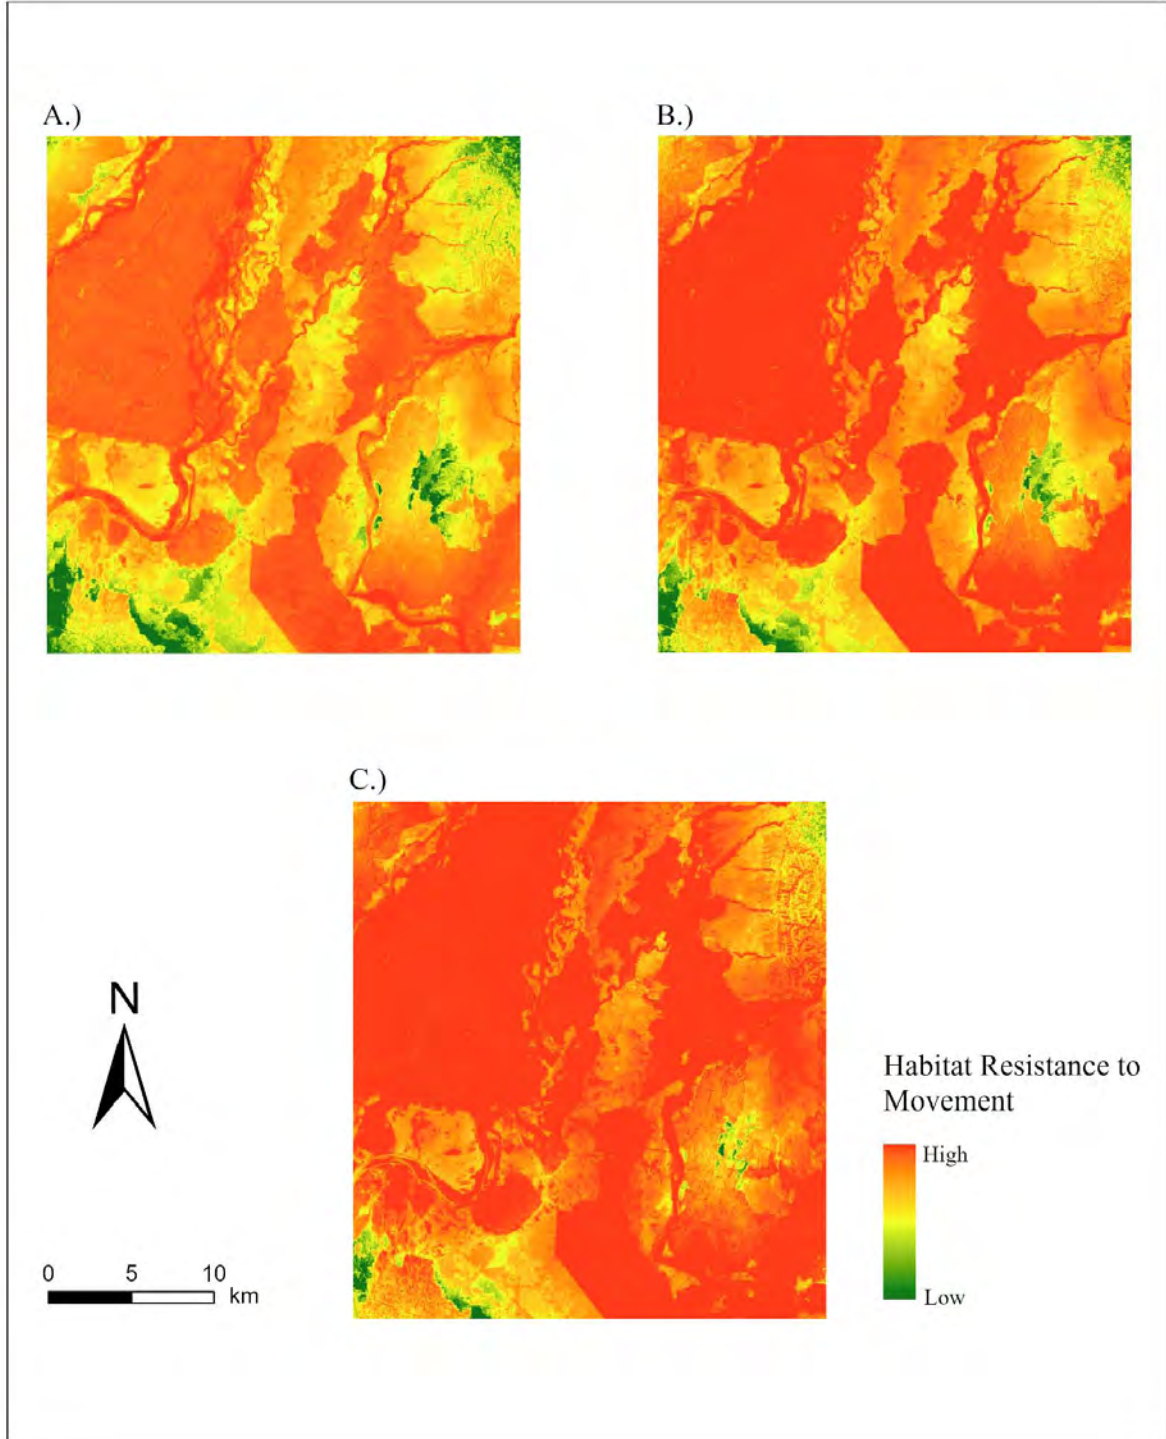 A.)
B.)
C.)
N
Habitat Resistance to
Movement
High
Low
0 5 10
km